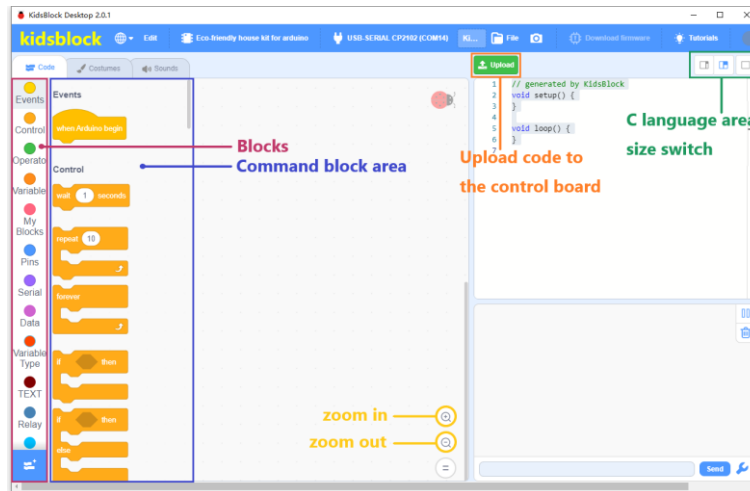 KidsBlock Desktop 2.0.1
kidsblock
Edit
Eco-friendly house kit for arduino
USB-SERIAL CP2102 (COM14)
Ki...
File
Download firmware
Tutorials
Code
Costumes
Sounds
Upload
Events
Control
Operato
Variable
My
Blocks
Pins
Serial
Data
Variable
Type
TEXT
Relay
Events
when Arduino begin
Control
wait 1 seconds
repeat 10
forever
if then
if then
else
Blocks
Command block area
zoom in
zoom out
1 // generated by KidsBlock
2 void setup() {
3 }
4
5 void loop() {
6 }
7
Upload code to
the control board
C language area
size switch
Send